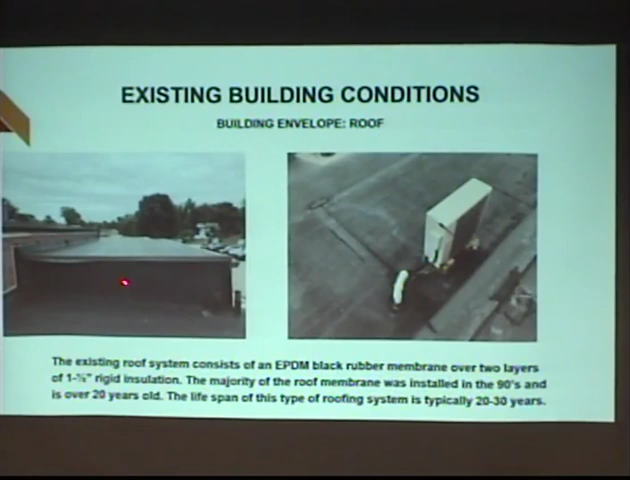 EXISTING BUILDING CONDITIONS
BUILDING ENVELOPE: ROOF
The existing roof system consists of an EPDM black rubber membrane over two layers
of 1-½" rigid insulation. The majority of the roof membrane was installed in the 90's and
is over 20 years old. The life span of this type of roofing system is typically 20-30 years.